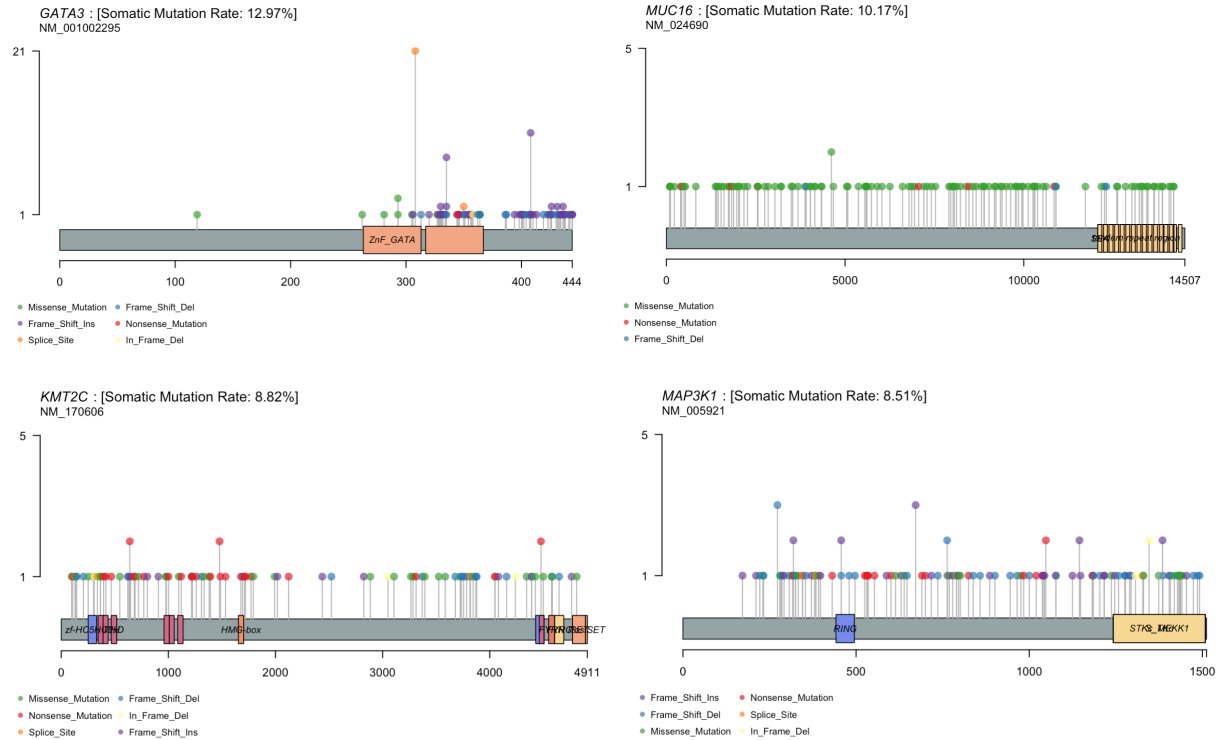 GATA3 : [Somatic Mutation Rate: 12.97%]
NM_001002295
21
1
ZnF_GATA
0 100 200 300 400 444
Missense_Mutation Frame_Shift_Del
Frame_Shift_Ins Nonsense_Mutation
Splice_Site In_Frame_Del
MUC16 : [Somatic Mutation Rate: 10.17%]
NM_024690
5
1
repeat region
0 5000 10000 14507
Missense_Mutation
Nonsense_Mutation
Frame_Shift_Del
KMT2C : [Somatic Mutation Rate: 8.82%]
NM_170606
5
1
HMG-box
0 1000 2000 3000 4000 4911
Missense_Mutation Frame_Shift_Del
Nonsense_Mutation In_Frame_Del
Splice_Site Frame_Shift_Ins
MAP3K1 : [Somatic Mutation Rate: 8.51%]
NM_005921
5
1
RING
0 500 1000 1500
Frame_Shift_Ins Nonsense_Mutation
Frame_Shift_Del Splice_Site
Missense_Mutation In_Frame_Del